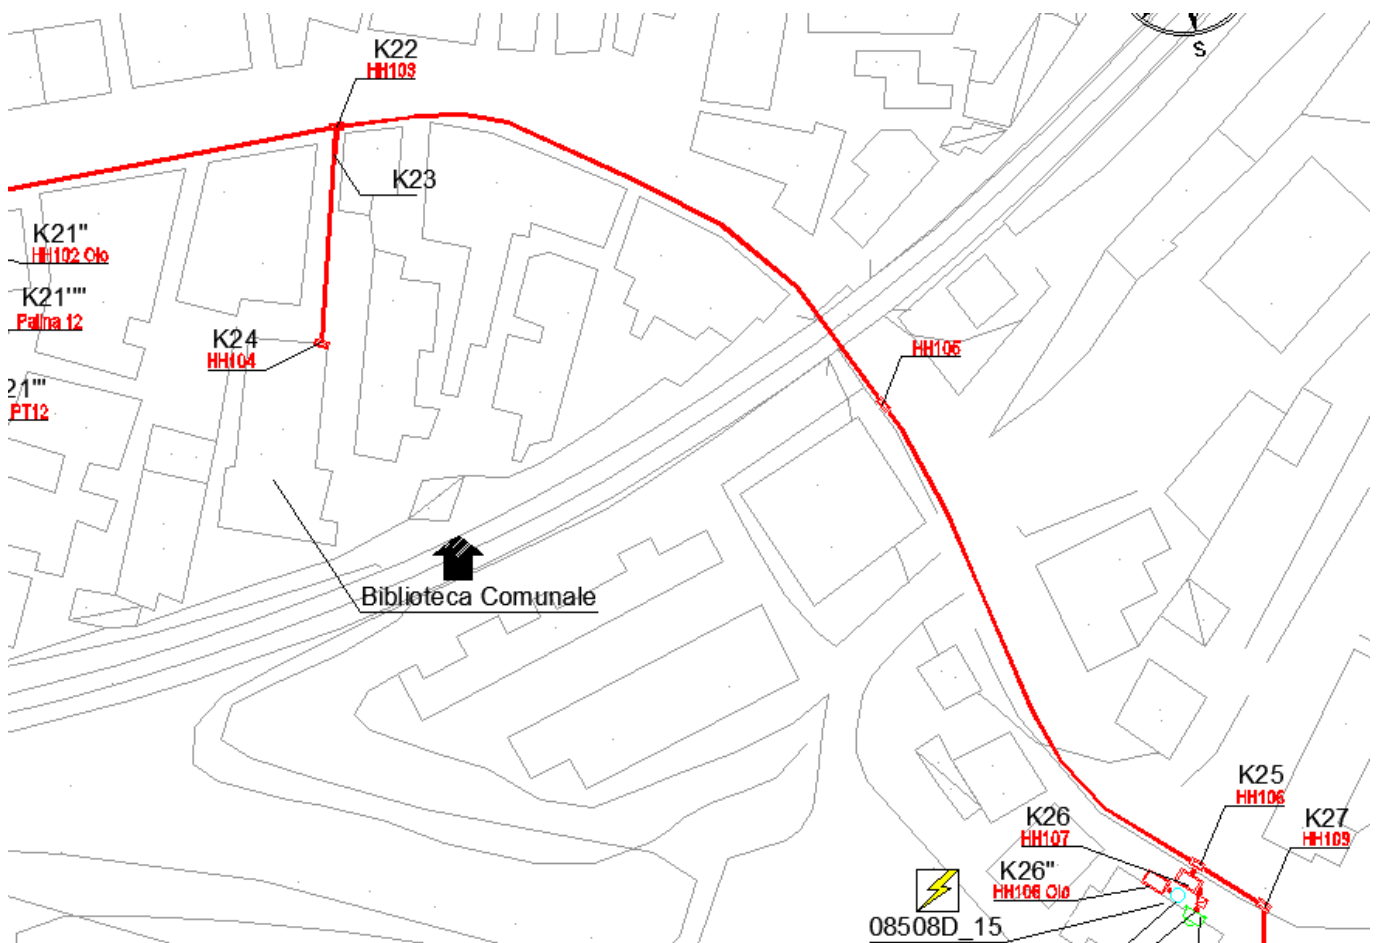 S
K22
HH103
K23
K21"
HH102 Olo
K21""
Palina 12
K24
HH104
HH105
21'"
PT12
Biblioteca Comunale
K25
HH106
K26
HH107
K27
HH109
K26"
HH108 Olo
08508D_15